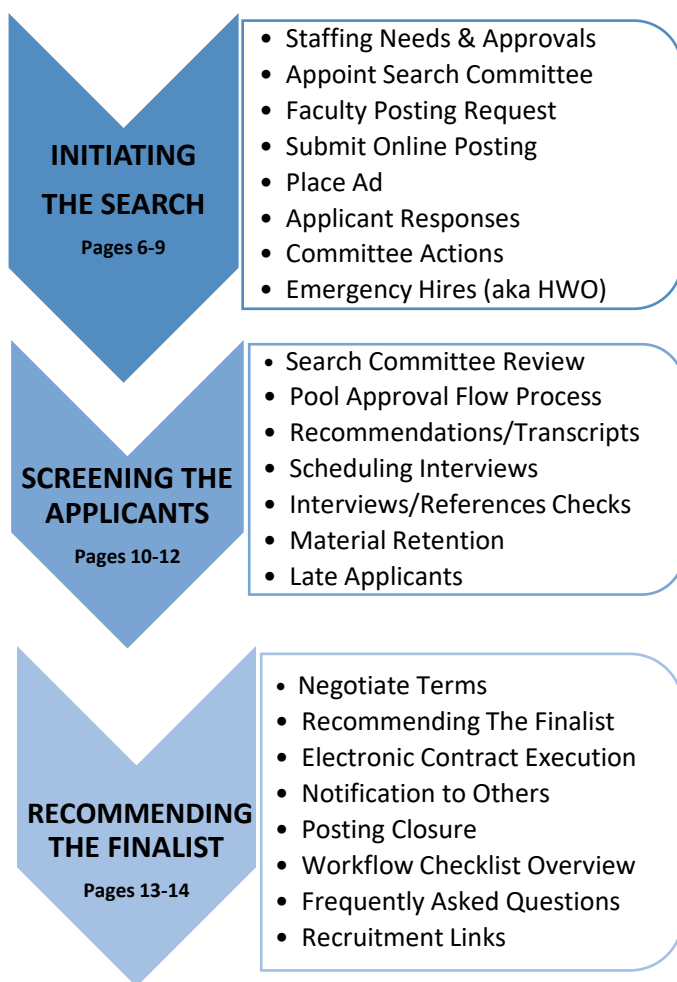 INITIATING
THE SEARCH
Pages 6-9
• Staffing Needs & Approvals
• Appoint Search Committee
• Faculty Posting Request
• Submit Online Posting
• Place Ad
• Applicant Responses
• Committee Actions
• Emergency Hires (aka HWO)
SCREENING THE
APPLICANTS
Pages 10-12
• Search Committee Review
• Pool Approval Flow Process
• Recommendations/Transcripts
• Scheduling Interviews
• Interviews/References Checks
• Material Retention
• Late Applicants
RECOMMENDING
THE FINALIST
Pages 13-14
• Negotiate Terms
• Recommending The Finalist
• Electronic Contract Execution
• Notification to Others
• Posting Closure
• Workflow Checklist Overview
• Frequently Asked Questions
• Recruitment Links